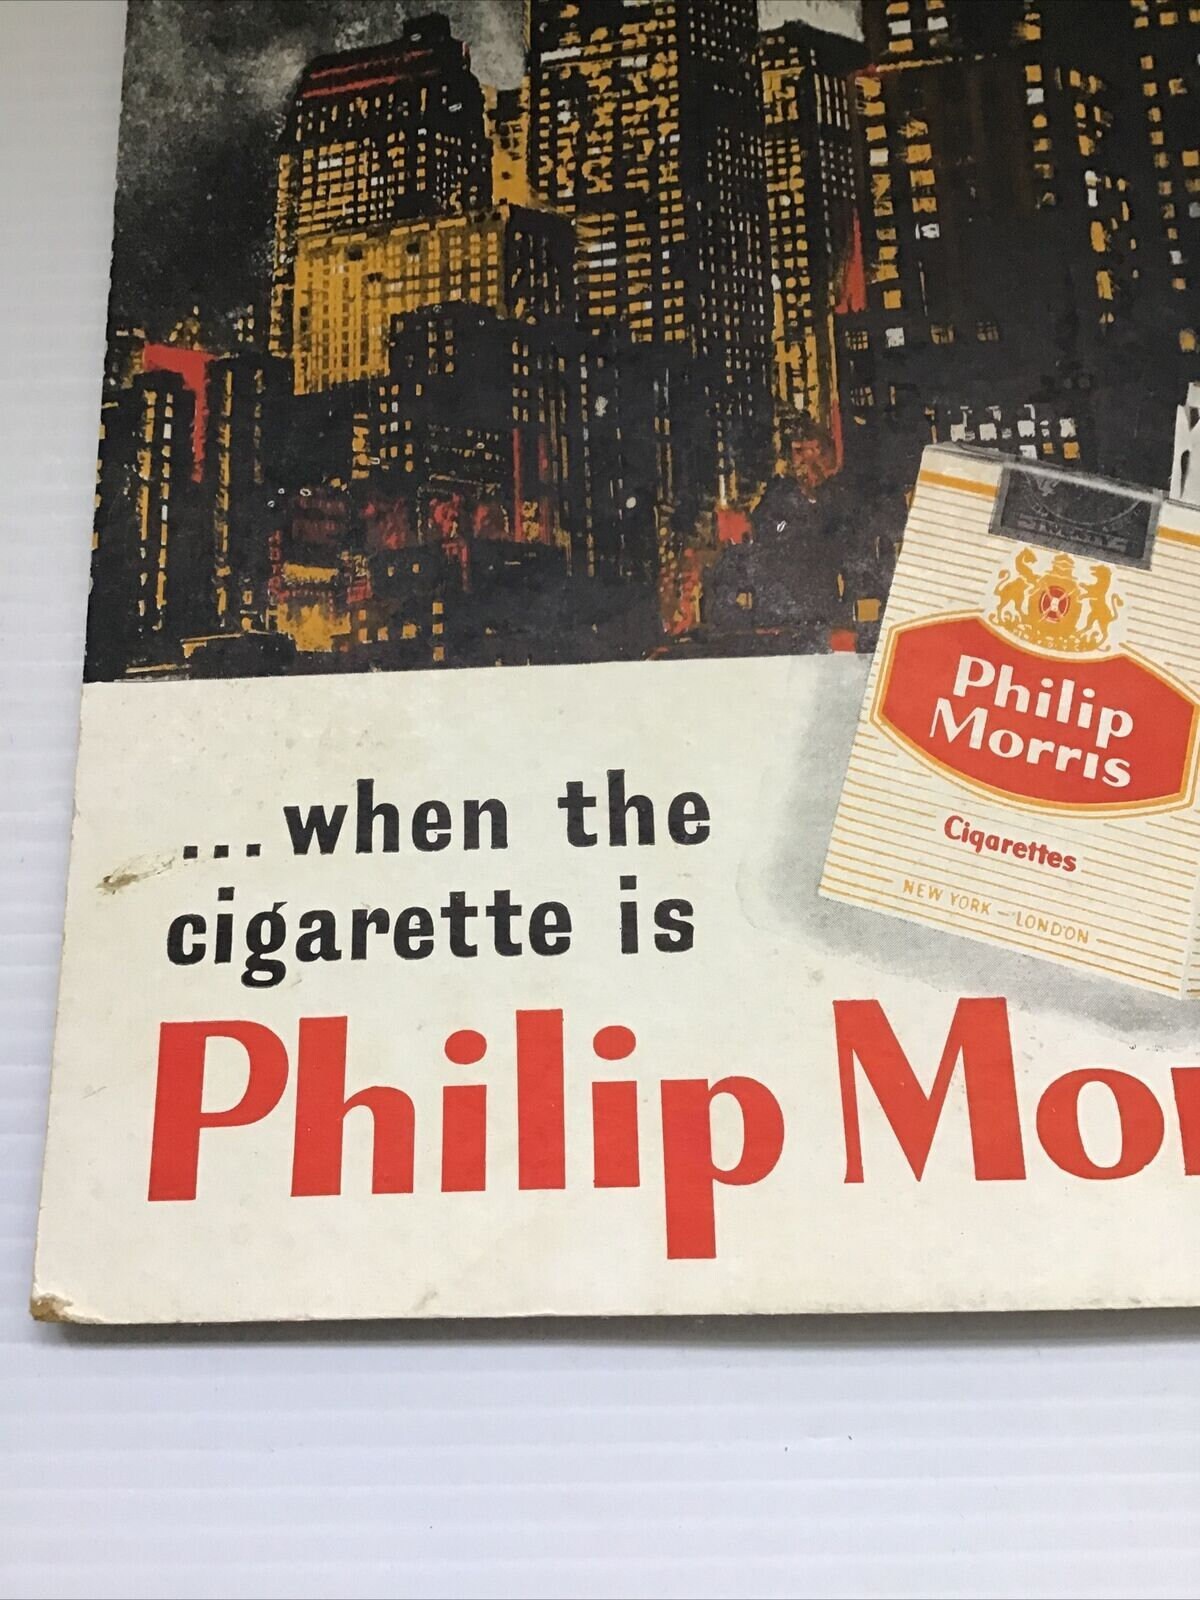 Philip
Morris
Cigarettes
NEW YORK - LONDON
...when the
cigarette is
Philip Mor